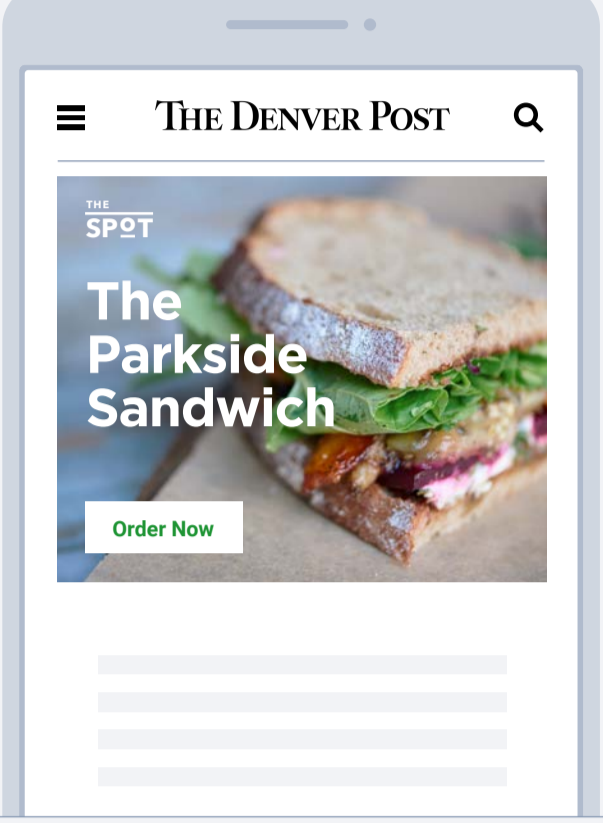 THE DENVER POST
THE
SPOT
The
Parkside
Sandwich
Order Now